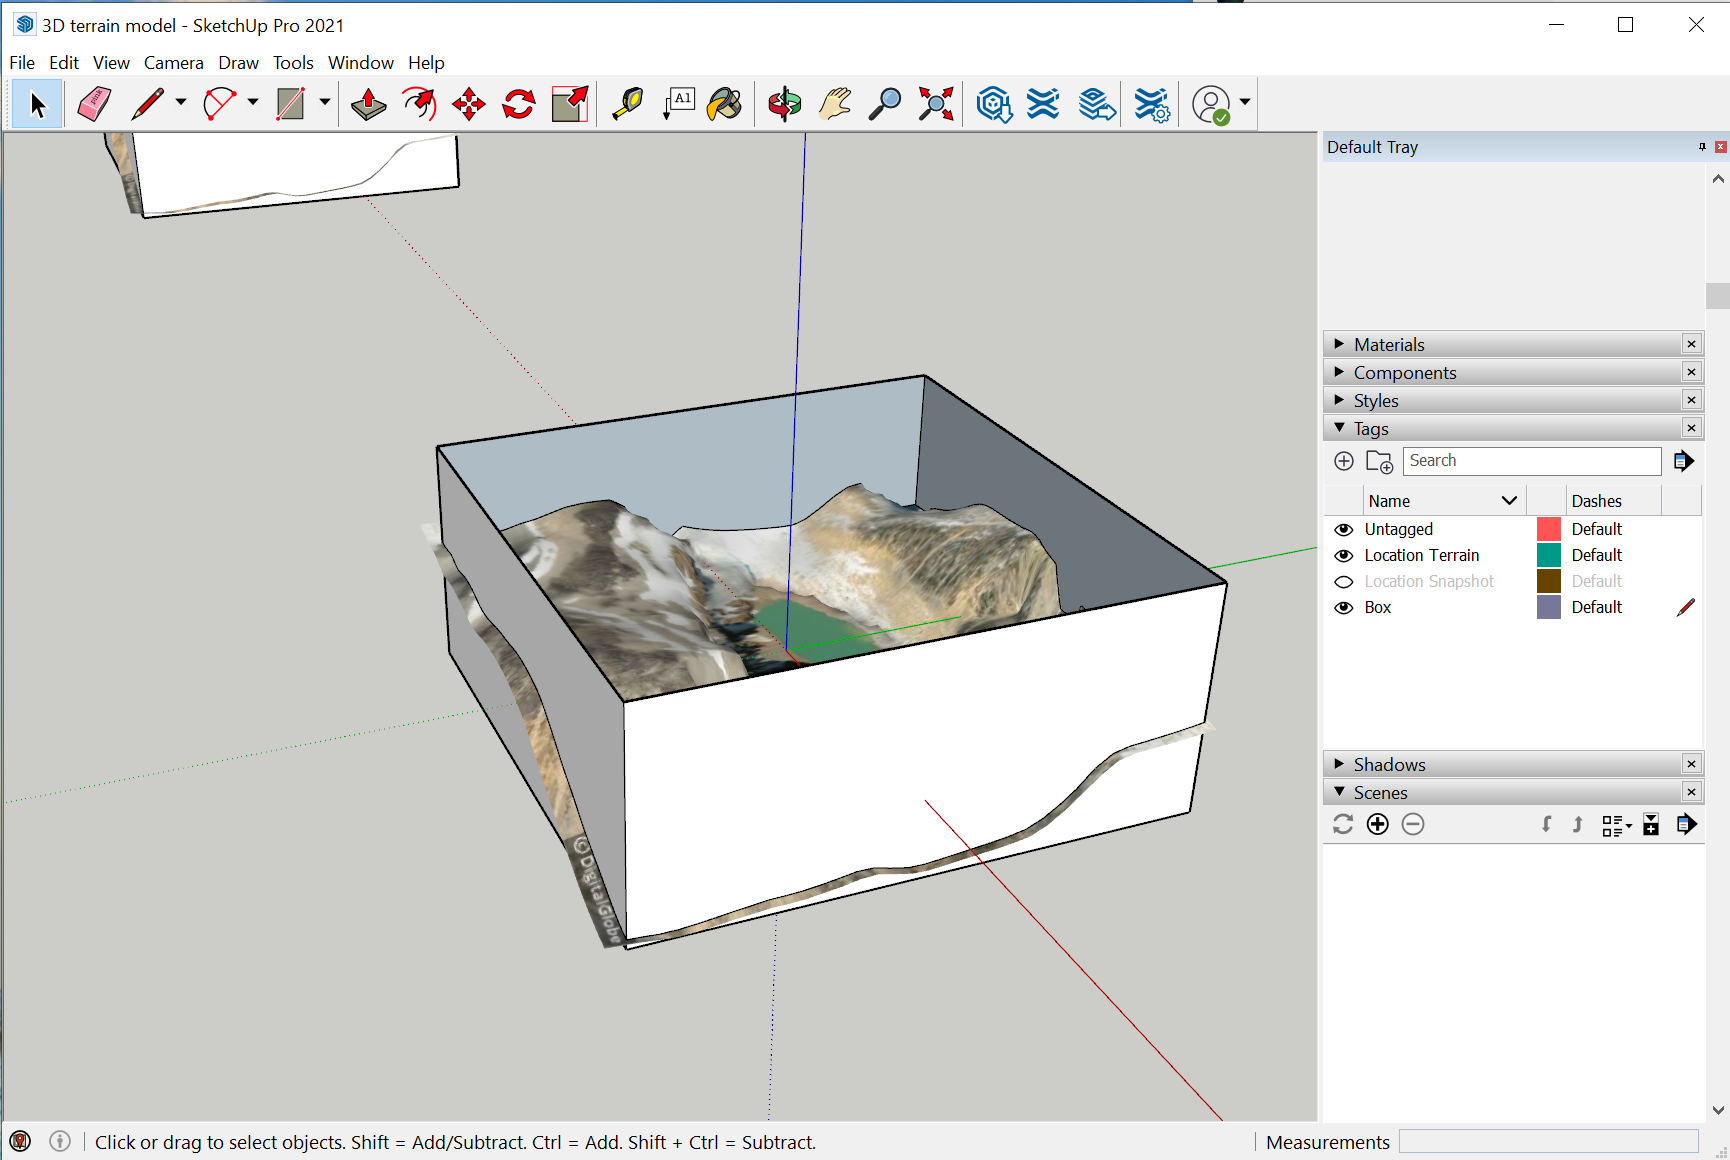 3D terrain model - SketchUp Pro 2021
File Edit View Camera Draw Tools Window Help
pink
A1
Default Tray
Materials
Components
Styles
Tags
Search
Name Dashes
Untagged Default
Location Terrain Default
Location Snapshot Default
Box Default
Shadows
Scenes
©DigitalGlobe
Click or drag to select objects. Shift = Add/Subtract. Ctrl = Add. Shift + Ctrl = Subtract.
Measurements